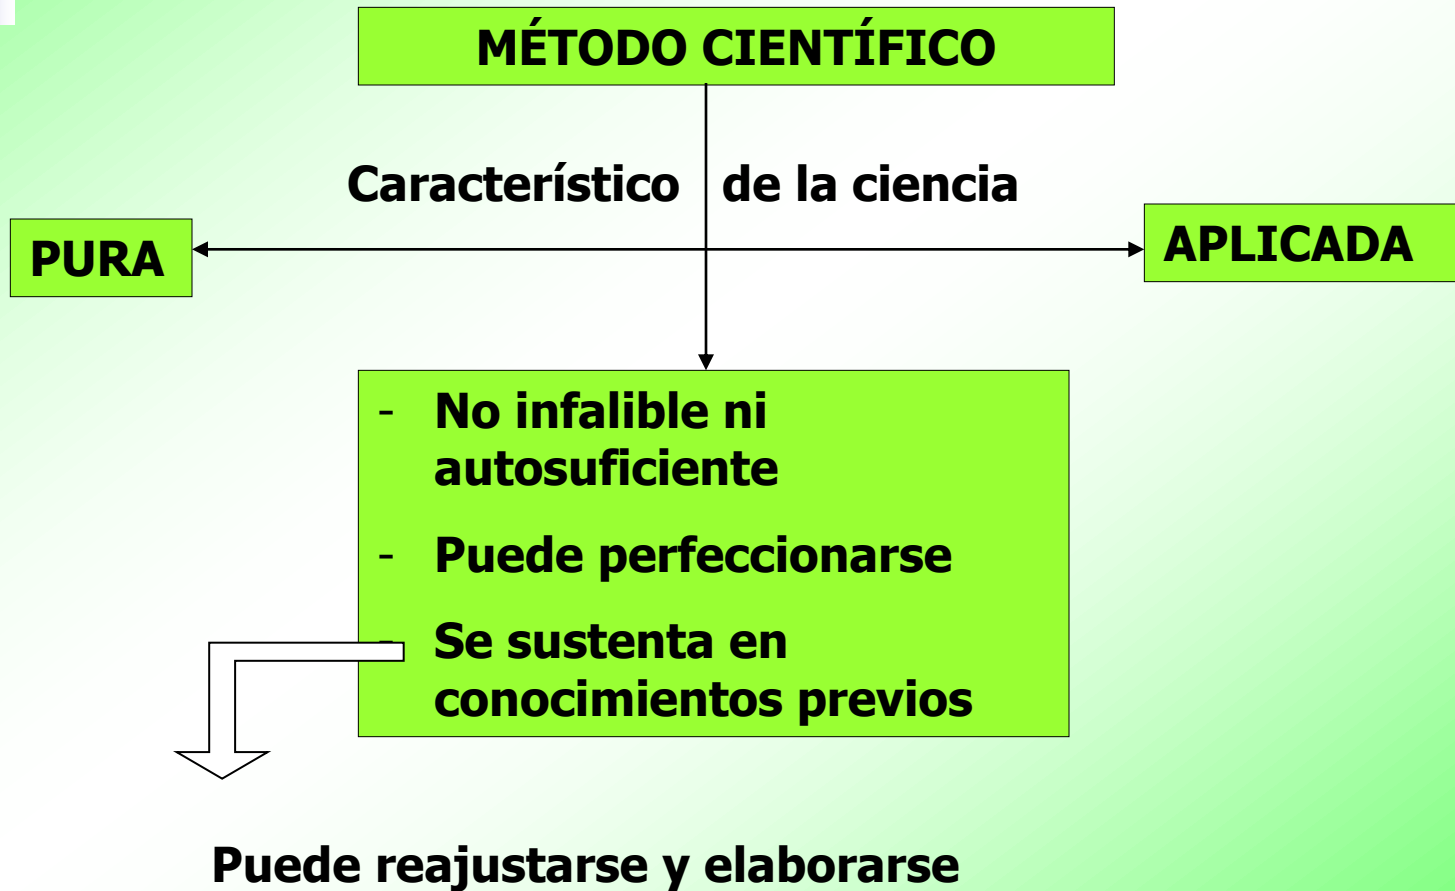 MÉTODO CIENTÍFICO
Característico de la ciencia
PURA
APLICADA
- No infalible ni
autosuficiente
- Puede perfeccionarse
- Se sustenta en
conocimientos previos
Puede reajustarse y elaborarse